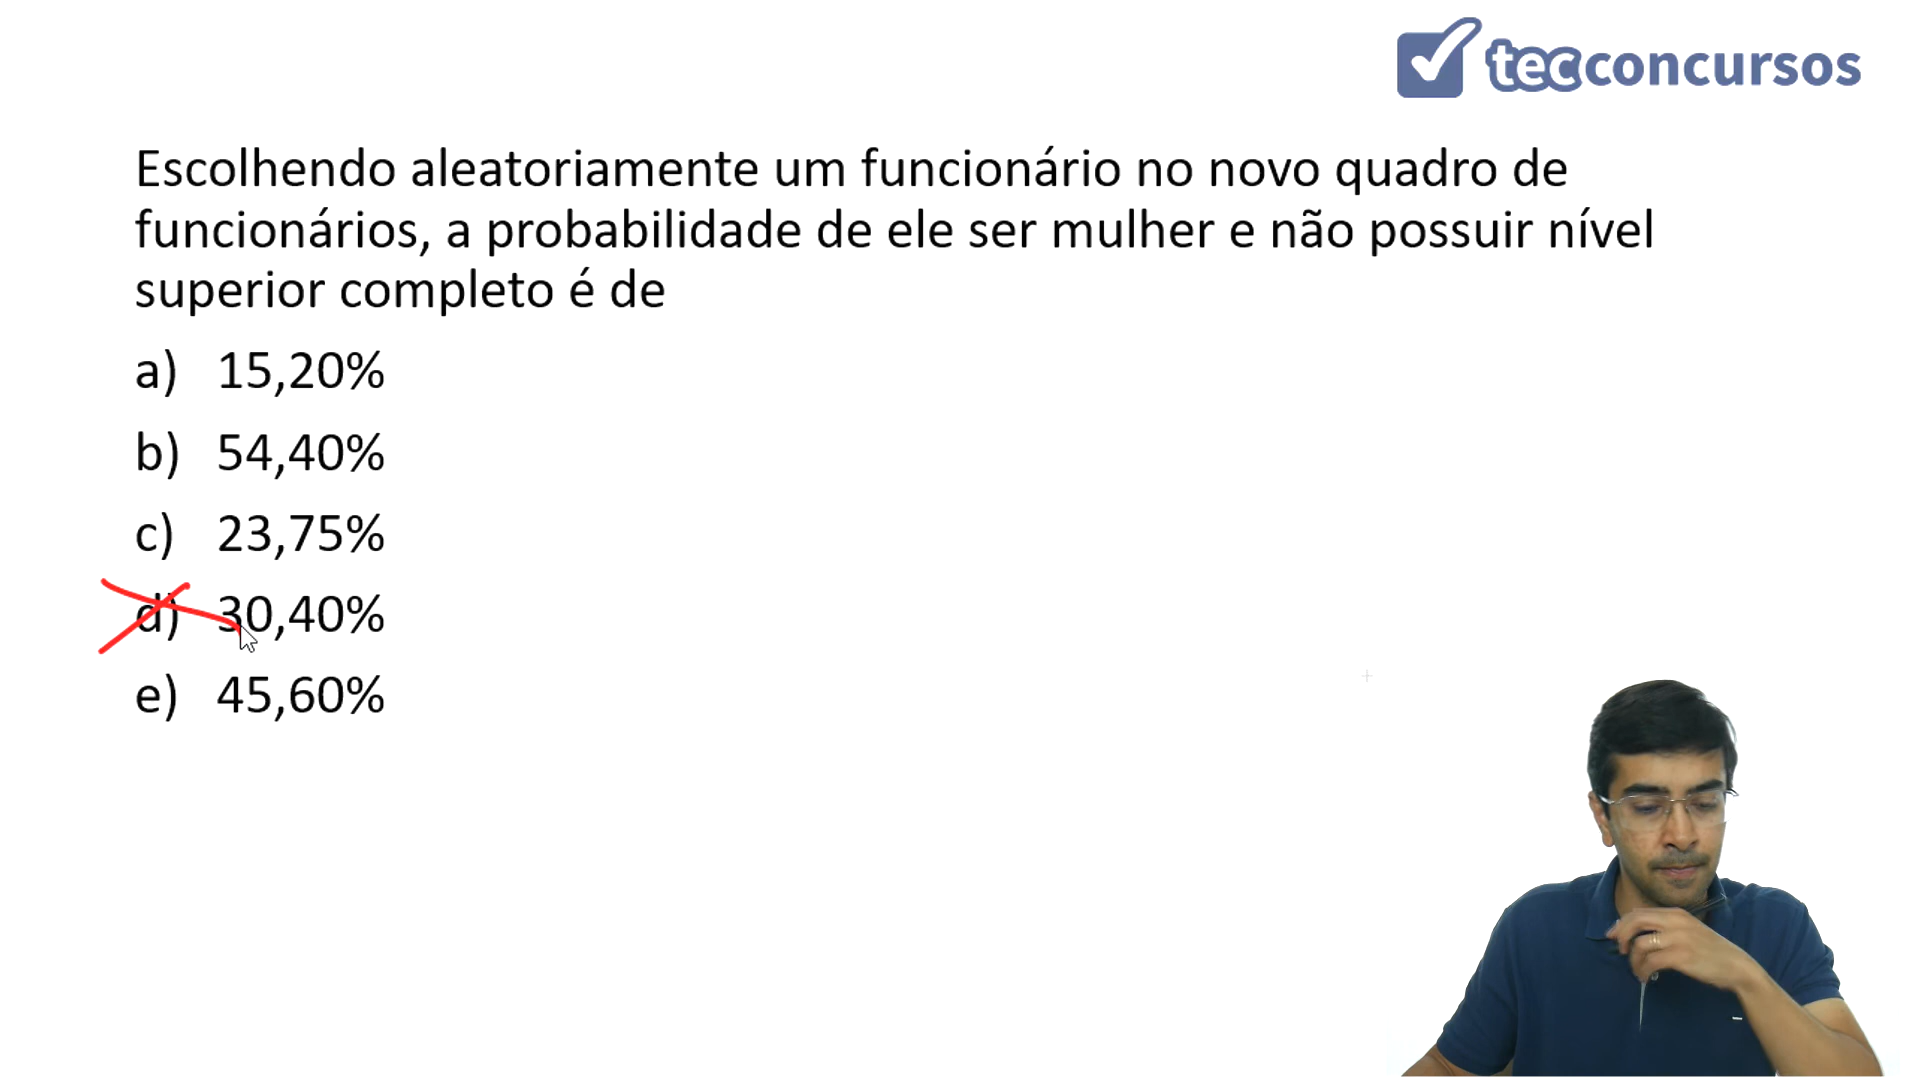 tecconcursos
Escolhendo aleatoriamente um funcionário no novo quadro de
funcionários, a probabilidade de ele ser mulher e não possuir nível
superior completo é de
a) 15,20%
b) 54,40%
c) 23,75%
d) 30,40%
e) 45,60%